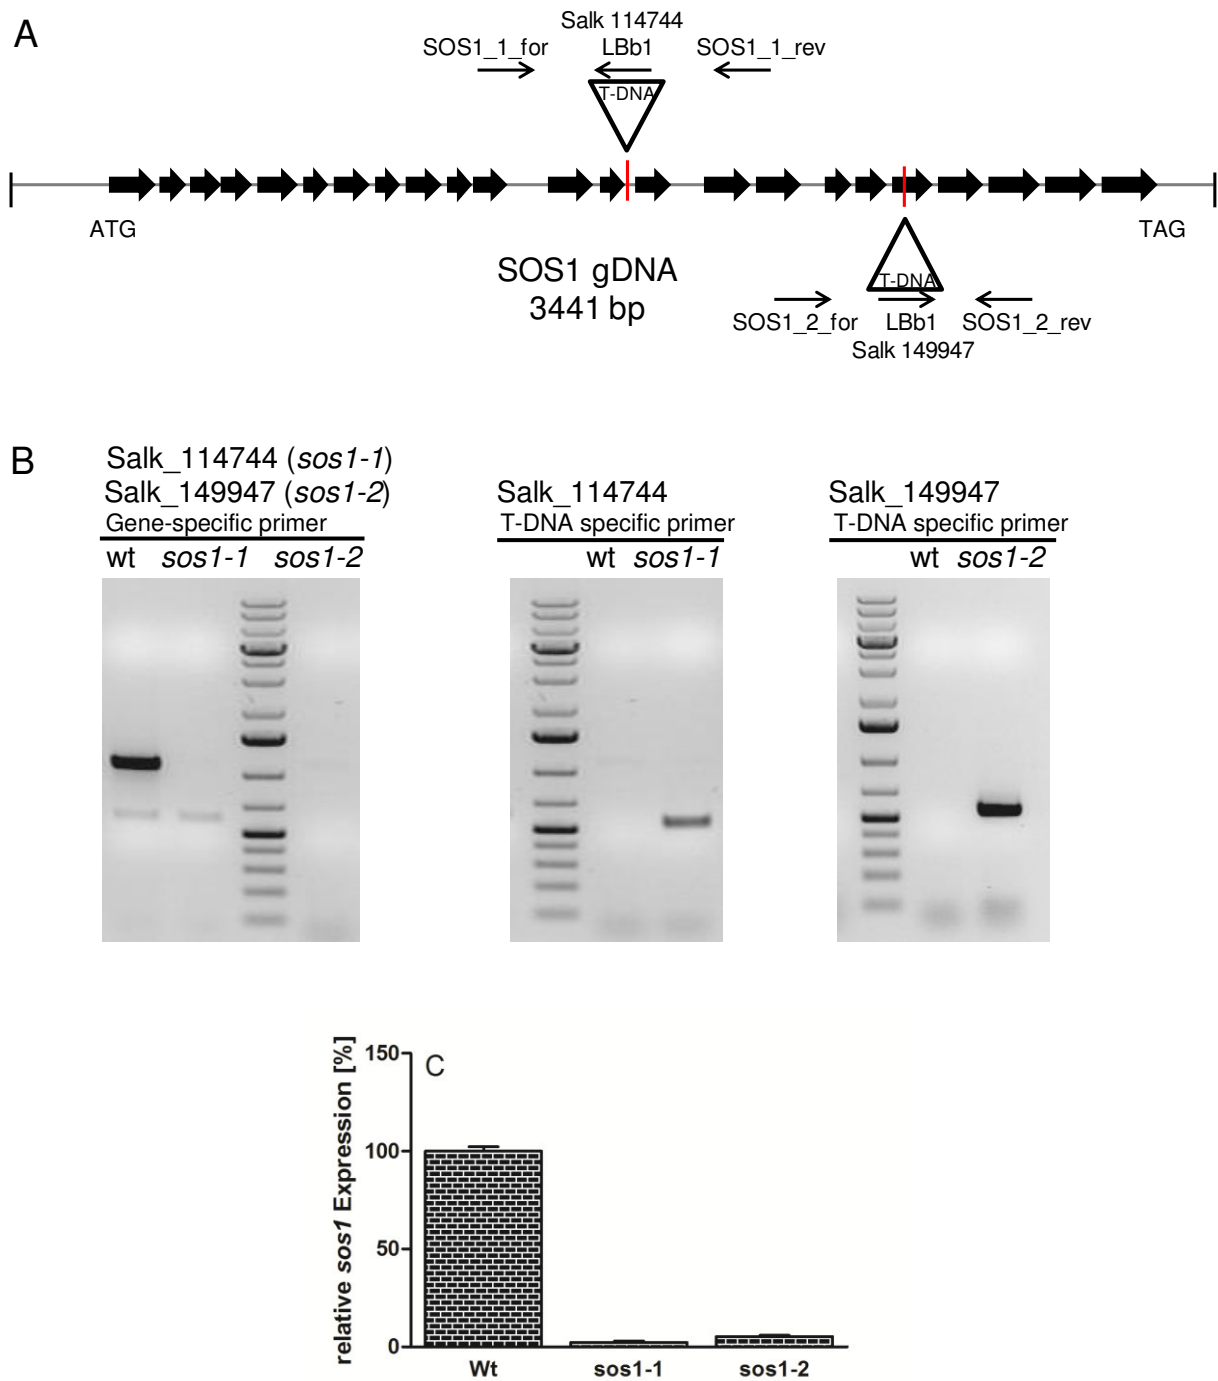 A
Salk 114744
SOS1_1_for LBb1 SOS1_1_rev
T-DNA
ATG TAG
SOS1 gDNA
3441 bp
T-DNA
SOS1_2_for LBb1 SOS1_2_rev
Salk 149947
B
Salk_114744 (sos1-1)
Salk_149947 (sos1-2)
Gene-specific primer
wt sos1-1 sos1-2
Salk_114744
T-DNA specific primer
wt sos1-1
Salk_149947
T-DNA specific primer
wt sos1-2
C
relative sos1 Expression [%]
150
100
50
0
Wt sos1-1 sos1-2